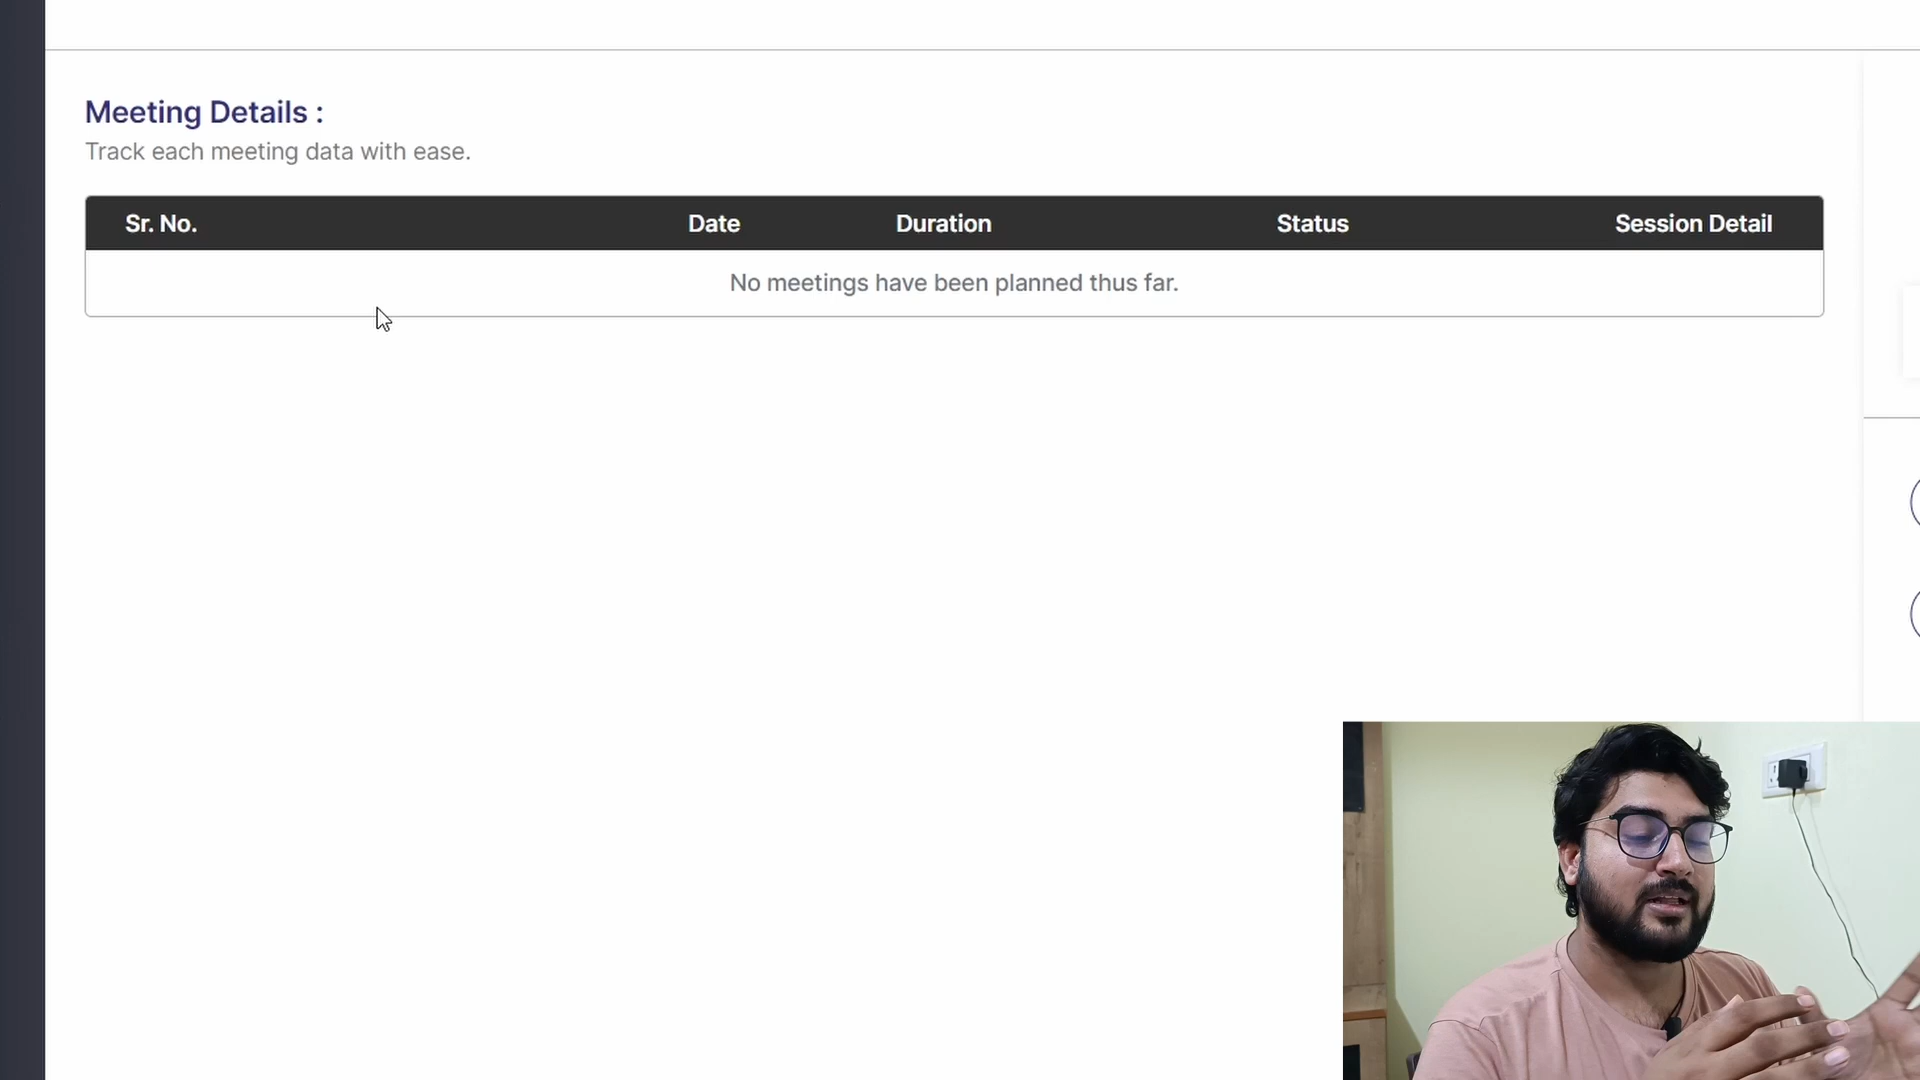 Meeting Details :
Track each meeting data with ease.
Sr. No. Date Duration Status Session Detail
No meetings have been planned thus far.